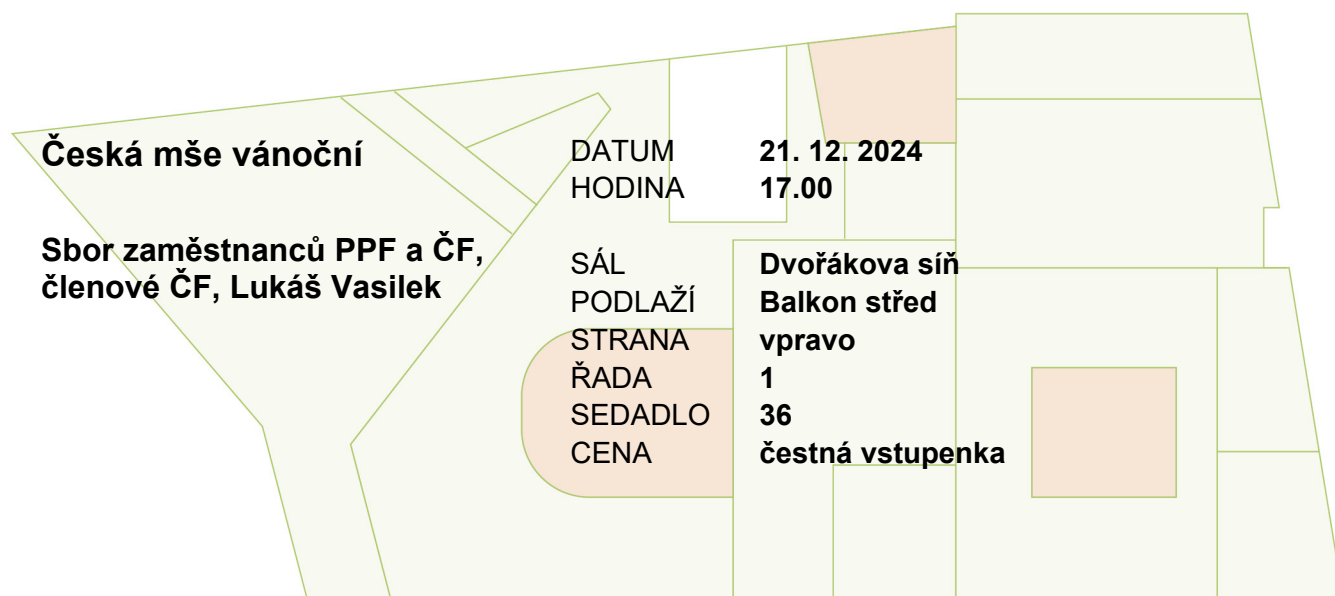 Česká mše vánoční
Sbor zaměstnanců PPF a ČF,
členové ČF, Lukáš Vasilek
DATUM 21. 12. 2024
HODINA 17.00
SÁL Dvořákova síň
PODLAŽÍ Balkon střed
STRANA vpravo
ŘADA 1
SEDADLO 36
CENA čestná vstupenka